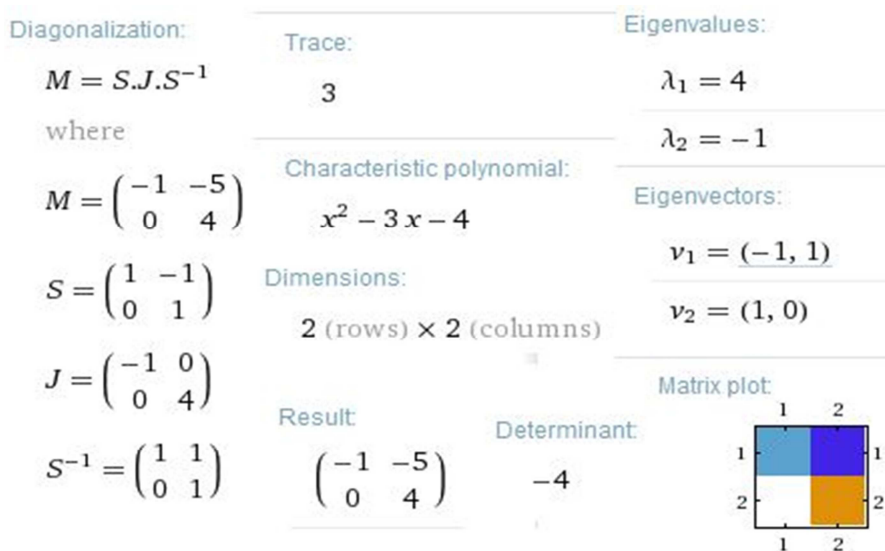 Diagonalization:
M = S.J.S⁻¹
where
M = (−1 −5
0 4)
S = (1 −1
0 1)
J = (−1 0
0 4)
S⁻¹ = (1 1
0 1)
Trace:
3
Characteristic polynomial:
x² − 3 x − 4
Dimensions:
2 (rows) × 2 (columns)
Result:
(−1 −5
0 4)
Determinant:
−4
Eigenvalues:
λ₁ = 4
λ₂ = −1
Eigenvectors:
v₁ = (−1, 1)
v₂ = (1, 0)
Matrix plot:
1 2
1 1
2 2
1 2